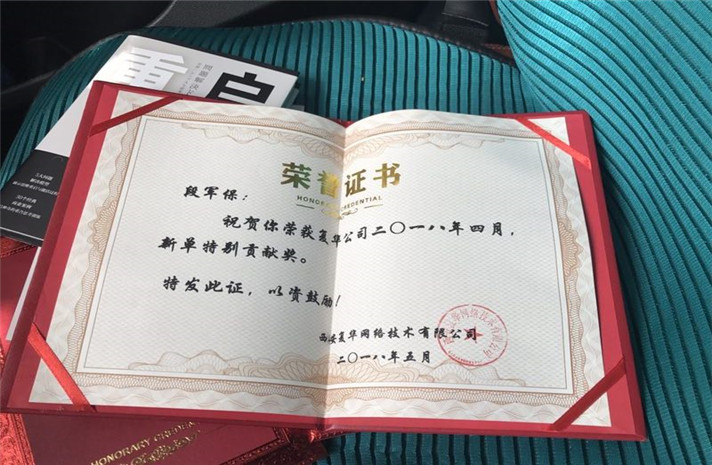 荣誉证书
HONORARY CREDENTIAL
段军保：
祝贺你荣获复华公司二〇一八年四月，
新单特别贡献奖。
特发此证，以资鼓励！
西安复华网络技术有限公司
二〇一八年五月
HONORARY CREDEN